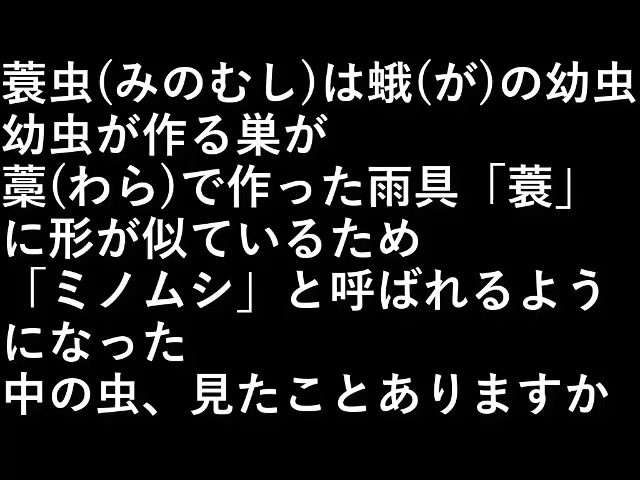 蓑虫(みのむし)は蛾(が)の幼虫
幼虫が作る巣が
藁(わら)で作った雨具「蓑」
に形が似ているため
「ミノムシ」と呼ばれるよう
になった
中の虫、見たことありますか